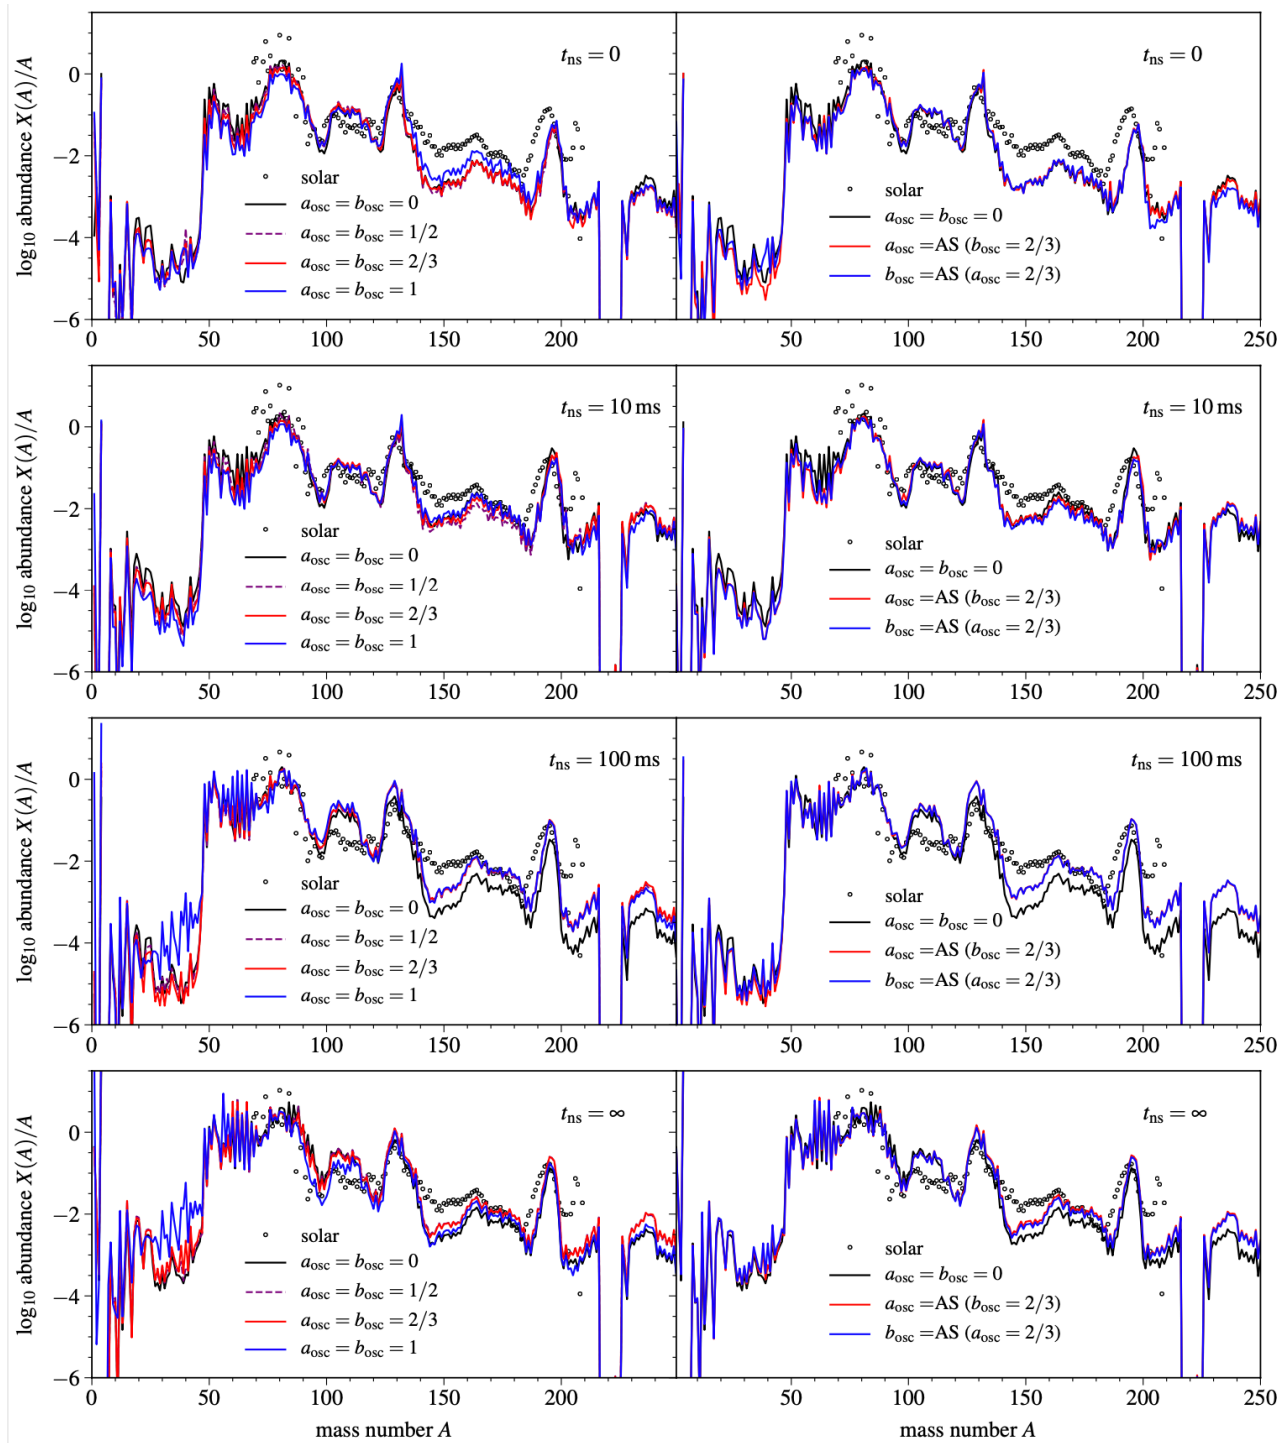 log₁₀ abundance X(A)/A
0
−2
−4
−6
t_ns = 0
solar
a_osc = b_osc = 0
a_osc = b_osc = 1/2
a_osc = b_osc = 2/3
a_osc = b_osc = 1
0 50 100 150 200
t_ns = 0
solar
a_osc = b_osc = 0
a_osc =AS (b_osc = 2/3)
b_osc =AS (a_osc = 2/3)
50 100 150 200 250
log₁₀ abundance X(A)/A
0
−2
−4
−6
t_ns = 10 ms
solar
a_osc = b_osc = 0
a_osc = b_osc = 1/2
a_osc = b_osc = 2/3
a_osc = b_osc = 1
0 50 100 150 200
t_ns = 10 ms
solar
a_osc = b_osc = 0
a_osc =AS (b_osc = 2/3)
b_osc =AS (a_osc = 2/3)
50 100 150 200 250
log₁₀ abundance X(A)/A
0
−2
−4
−6
t_ns = 100 ms
solar
a_osc = b_osc = 0
a_osc = b_osc = 1/2
a_osc = b_osc = 2/3
a_osc = b_osc = 1
0 50 100 150 200
t_ns = 100 ms
solar
a_osc = b_osc = 0
a_osc =AS (b_osc = 2/3)
b_osc =AS (a_osc = 2/3)
50 100 150 200 250
log₁₀ abundance X(A)/A
0
−2
−4
−6
t_ns = ∞
solar
a_osc = b_osc = 0
a_osc = b_osc = 1/2
a_osc = b_osc = 2/3
a_osc = b_osc = 1
0 50 100 150 200
mass number A
t_ns = ∞
solar
a_osc = b_osc = 0
a_osc =AS (b_osc = 2/3)
b_osc =AS (a_osc = 2/3)
50 100 150 200 250
mass number A